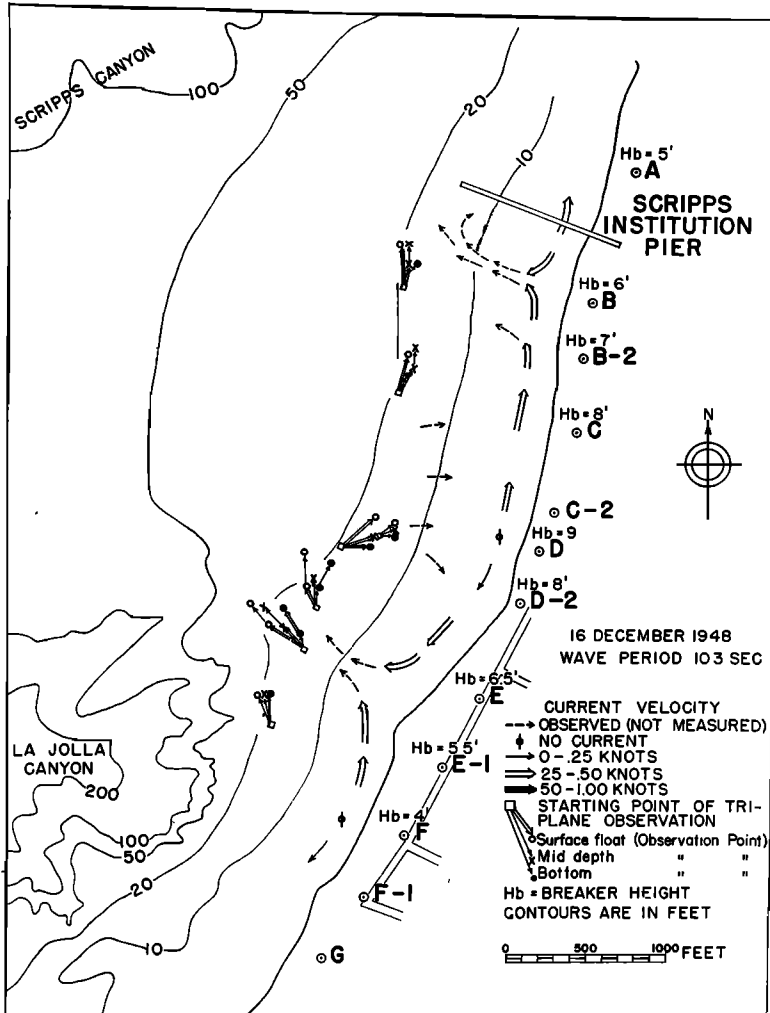 SCRIPPS CANYON
100
50
20
10
Hb = 5'
A
SCRIPPS
INSTITUTION
PIER
Hb = 6'
B
Hb = 7'
B-2
Hb = 8'
C
N
C-2
Hb = 9
D
Hb = 8'
D-2
16 DECEMBER 1948
WAVE PERIOD 103 SEC
Hb = 6.5'
E
CURRENT VELOCITY
OBSERVED (NOT MEASURED)
NO CURRENT
0-.25 KNOTS
25-.50 KNOTS
50-1.00 KNOTS
STARTING POINT OF TRI-
PLANE OBSERVATION
Surface float (Observation Point)
Mid depth " "
Bottom " "
Hb = BREAKER HEIGHT
CONTOURS ARE IN FEET
0 500 1000 FEET
LA JOLLA
CANYON
200
100
50
20
10
Hb = 5 5'
E-1
Hb = 4'
F
F-1
G